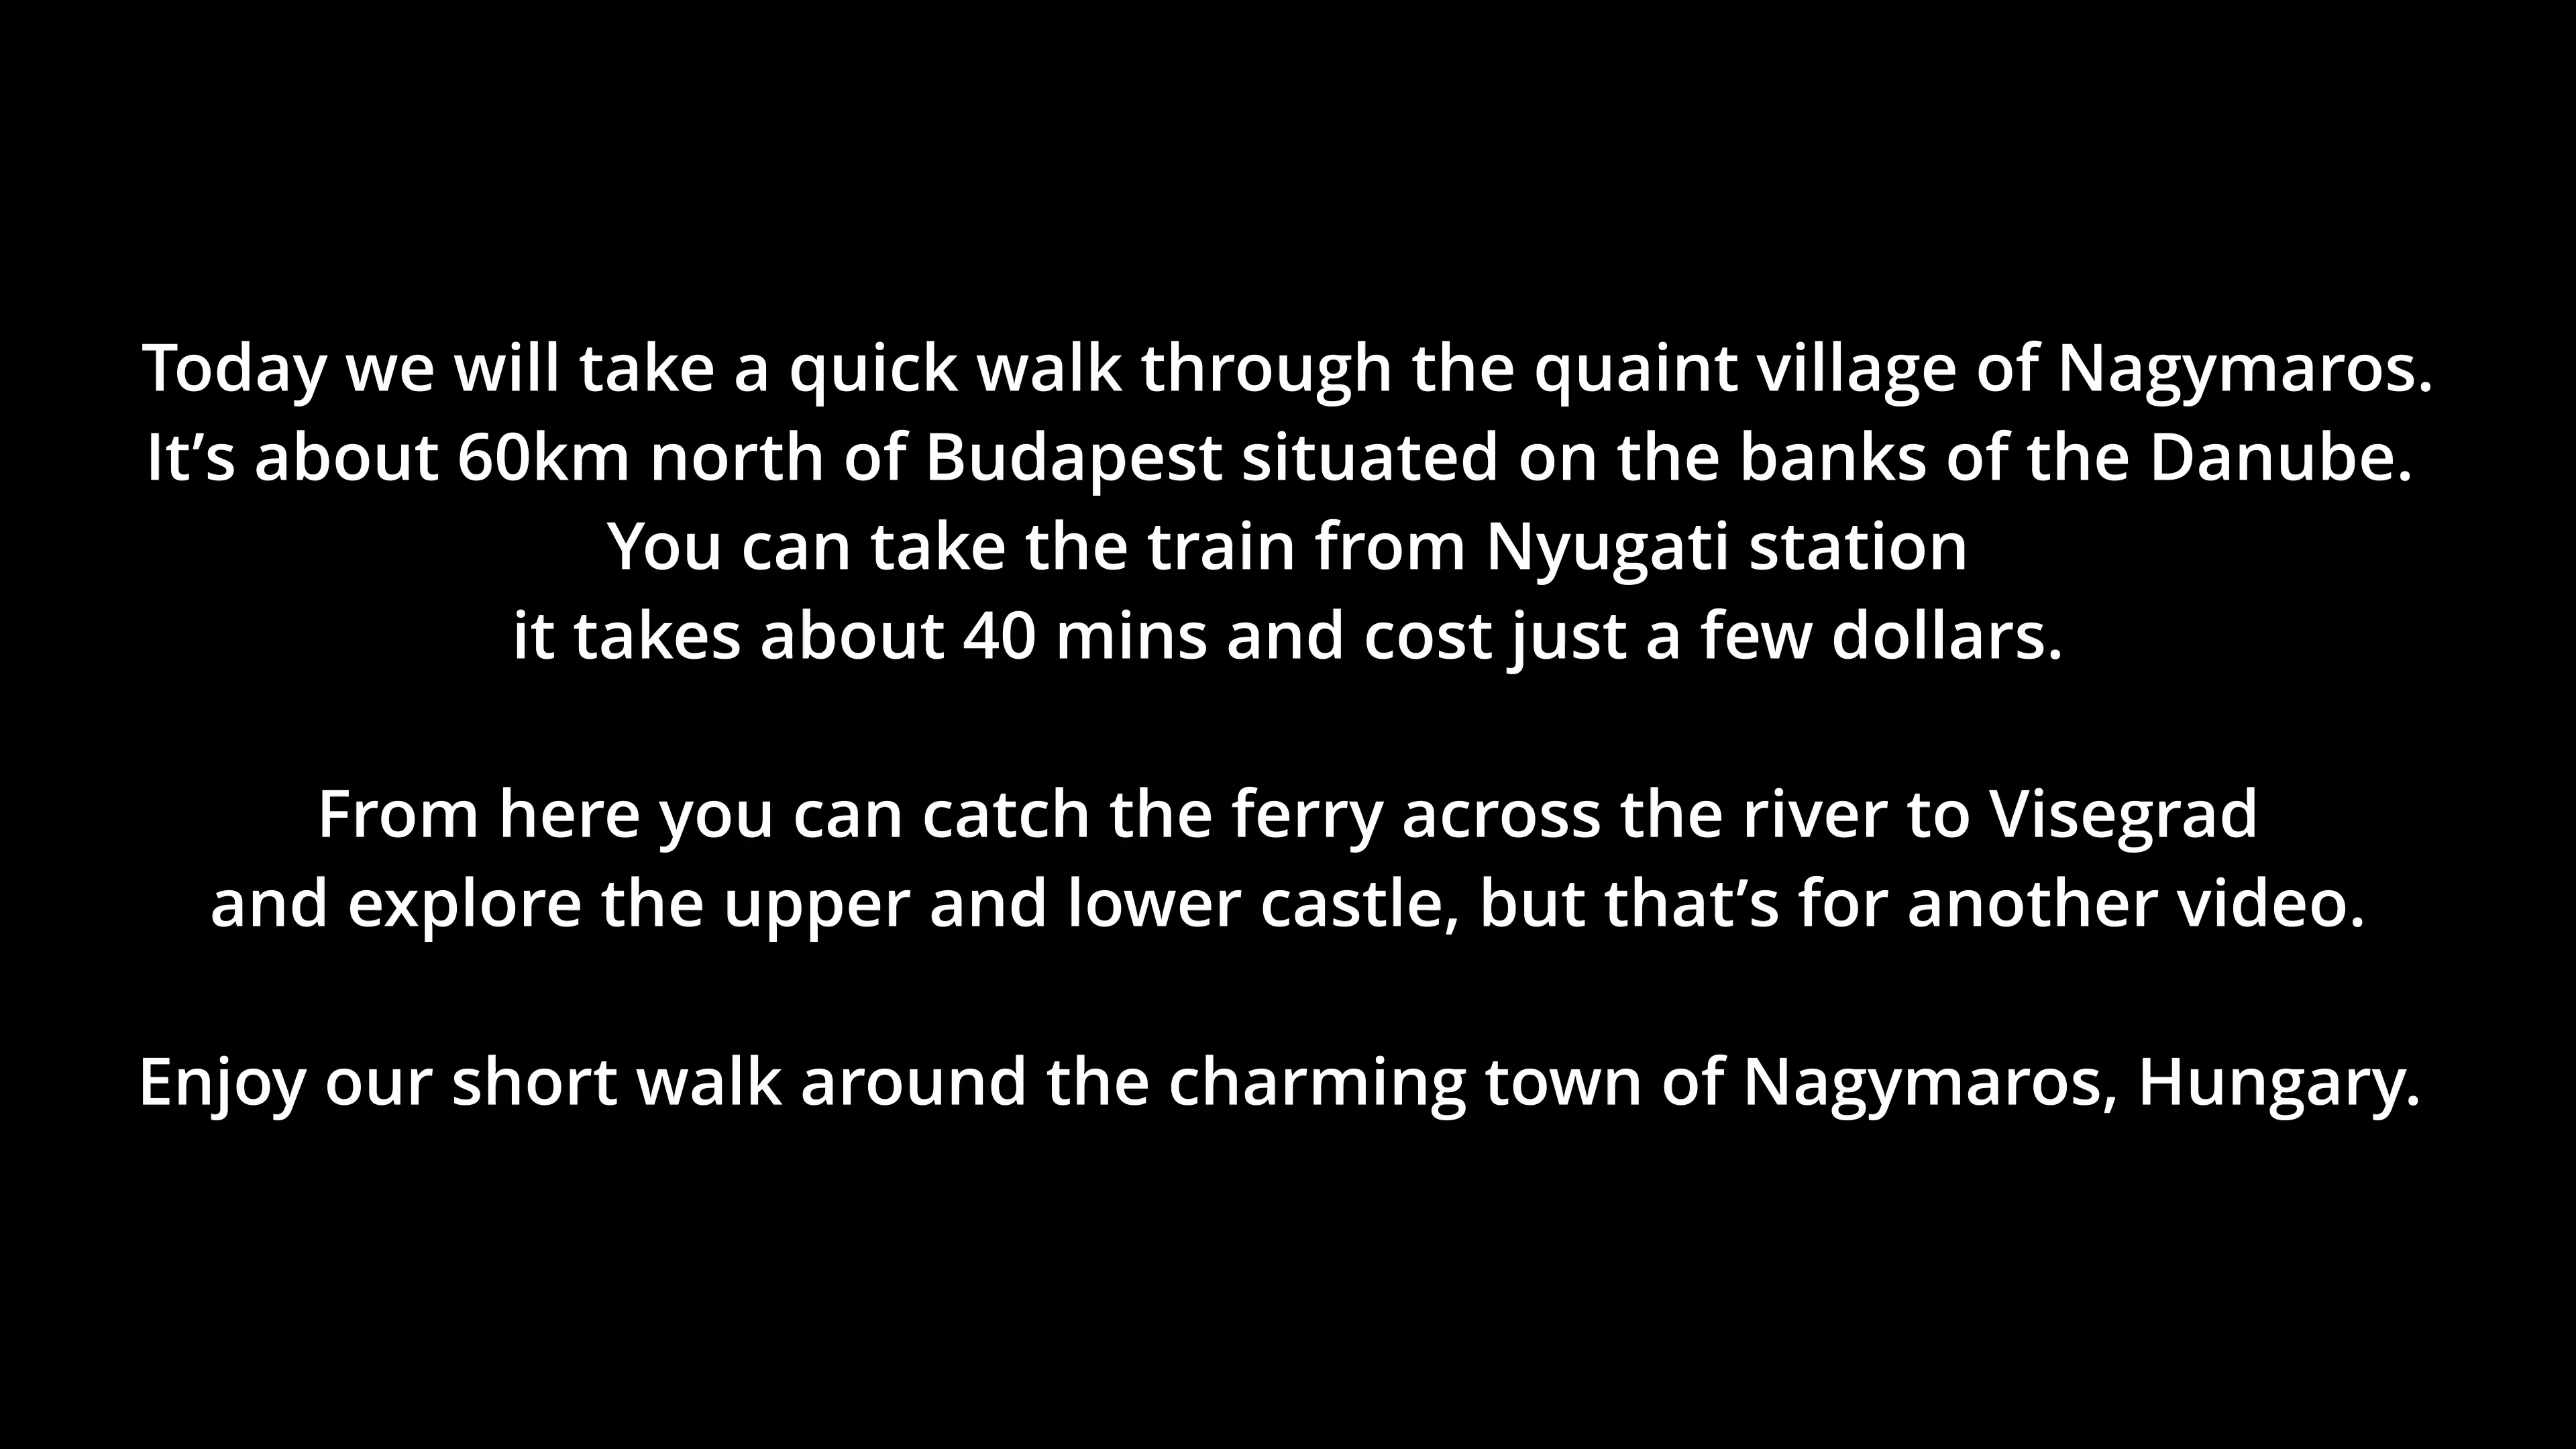 Today we will take a quick walk through the quaint village of Nagymaros.
It’s about 60km north of Budapest situated on the banks of the Danube.
You can take the train from Nyugati station
it takes about 40 mins and cost just a few dollars.
From here you can catch the ferry across the river to Visegrad
and explore the upper and lower castle, but that’s for another video.
Enjoy our short walk around the charming town of Nagymaros, Hungary.